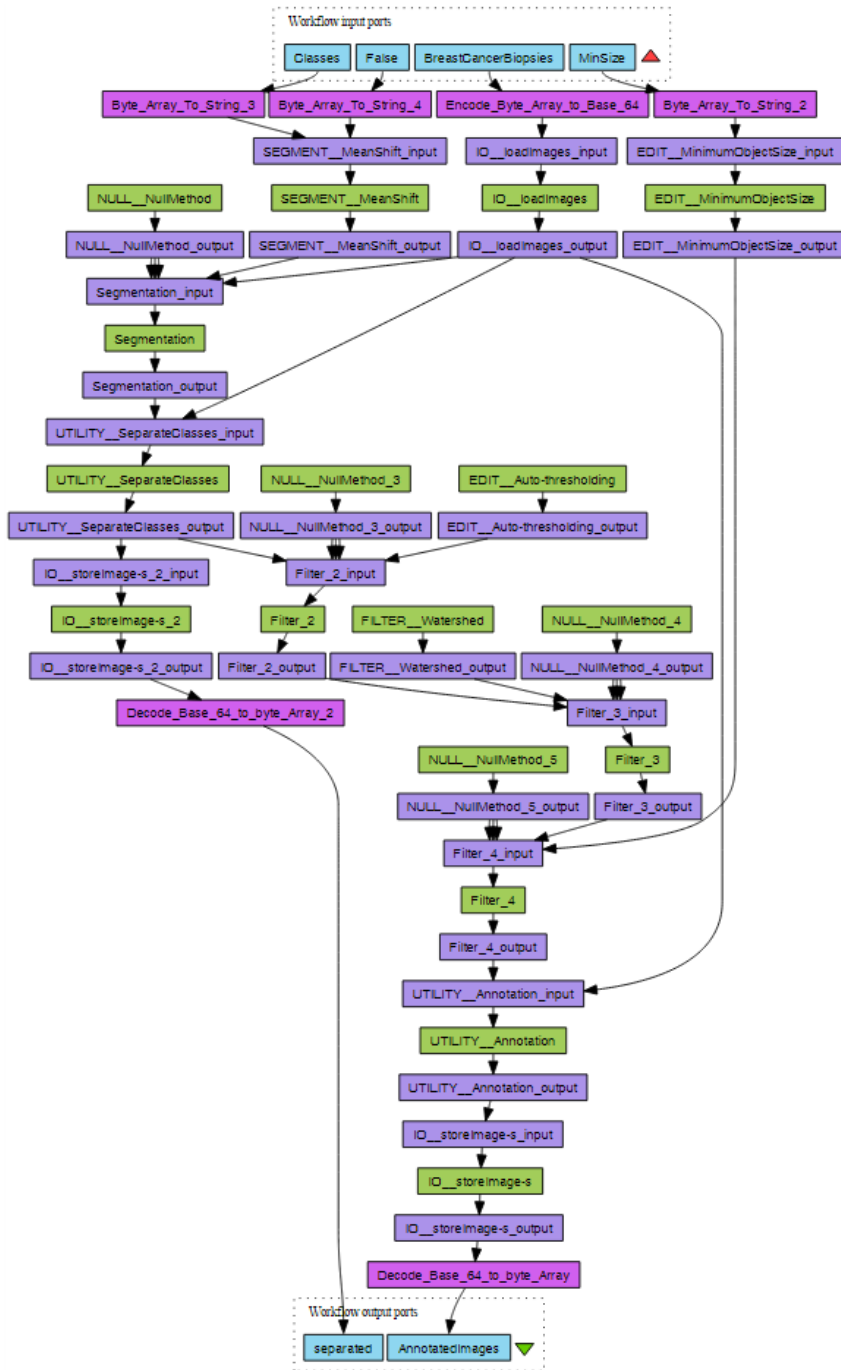 Workflow input ports
Classes False BreastCancerBiopsies MinSize
Byte_Array_To_String_3 Byte_Array_To_String_4 Encode_Byte_Array_to_Base_64 Byte_Array_To_String_2
SEGMENT__MeanShift_input IO__loadImages_input EDIT__MinimumObjectSize_input
NULL__NullMethod SEGMENT__MeanShift IO__loadImages EDIT__MinimumObjectSize
NULL__NullMethod_output SEGMENT__MeanShift_output IO__loadImages_output EDIT__MinimumObjectSize_output
Segmentation_input
Segmentation
Segmentation_output
UTILITY__SeparateClasses_input
UTILITY__SeparateClasses NULL__NullMethod_3 EDIT__Auto-thresholding
UTILITY__SeparateClasses_output NULL__NullMethod_3_output EDIT__Auto-thresholding_output
IO__storeImage-s_2_input Filter_2_input
IO__storeImage-s_2 Filter_2 FILTER__Watershed NULL__NullMethod_4
IO__storeImage-s_2_output Filter_2_output FILTER__Watershed_output NULL__NullMethod_4_output
Decode_Base_64_to_byte_Array_2 Filter_3_input
NULL__NullMethod_5 Filter_3
NULL__NullMethod_5_output Filter_3_output
Filter_4_input
Filter_4
Filter_4_output
UTILITY__Annotation_input
UTILITY__Annotation
UTILITY__Annotation_output
IO__storeImage-s_input
IO__storeImage-s
IO__storeImage-s_output
Decode_Base_64_to_byte_Array
Workflow output ports
separated AnnotatedImages